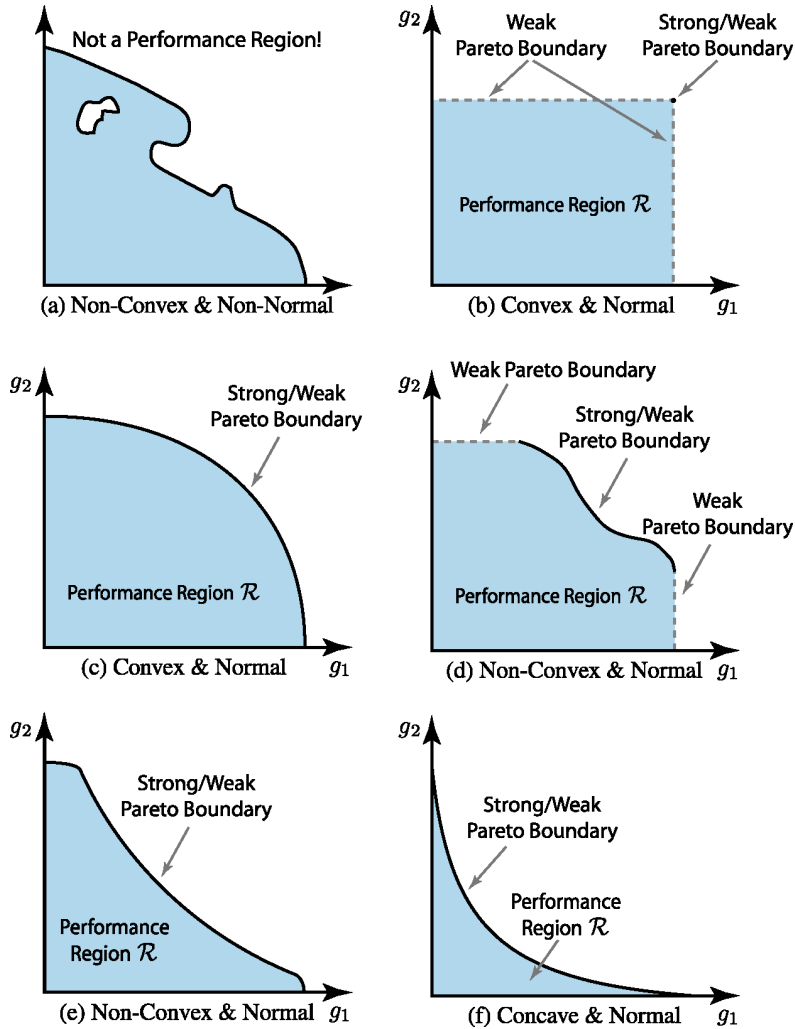 Not a Performance Region!
(a) Non-Convex & Non-Normal
g2
Weak
Pareto Boundary
Strong/Weak
Pareto Boundary
Performance Region R
(b) Convex & Normal
g1
g2
Strong/Weak
Pareto Boundary
Performance Region R
(c) Convex & Normal
g1
g2
Weak Pareto Boundary
Strong/Weak
Pareto Boundary
Weak
Pareto Boundary
Performance Region R
(d) Non-Convex & Normal
g1
g2
Strong/Weak
Pareto Boundary
Performance
Region R
(e) Non-Convex & Normal
g1
g2
Strong/Weak
Pareto Boundary
Performance
Region R
(f) Concave & Normal
g1